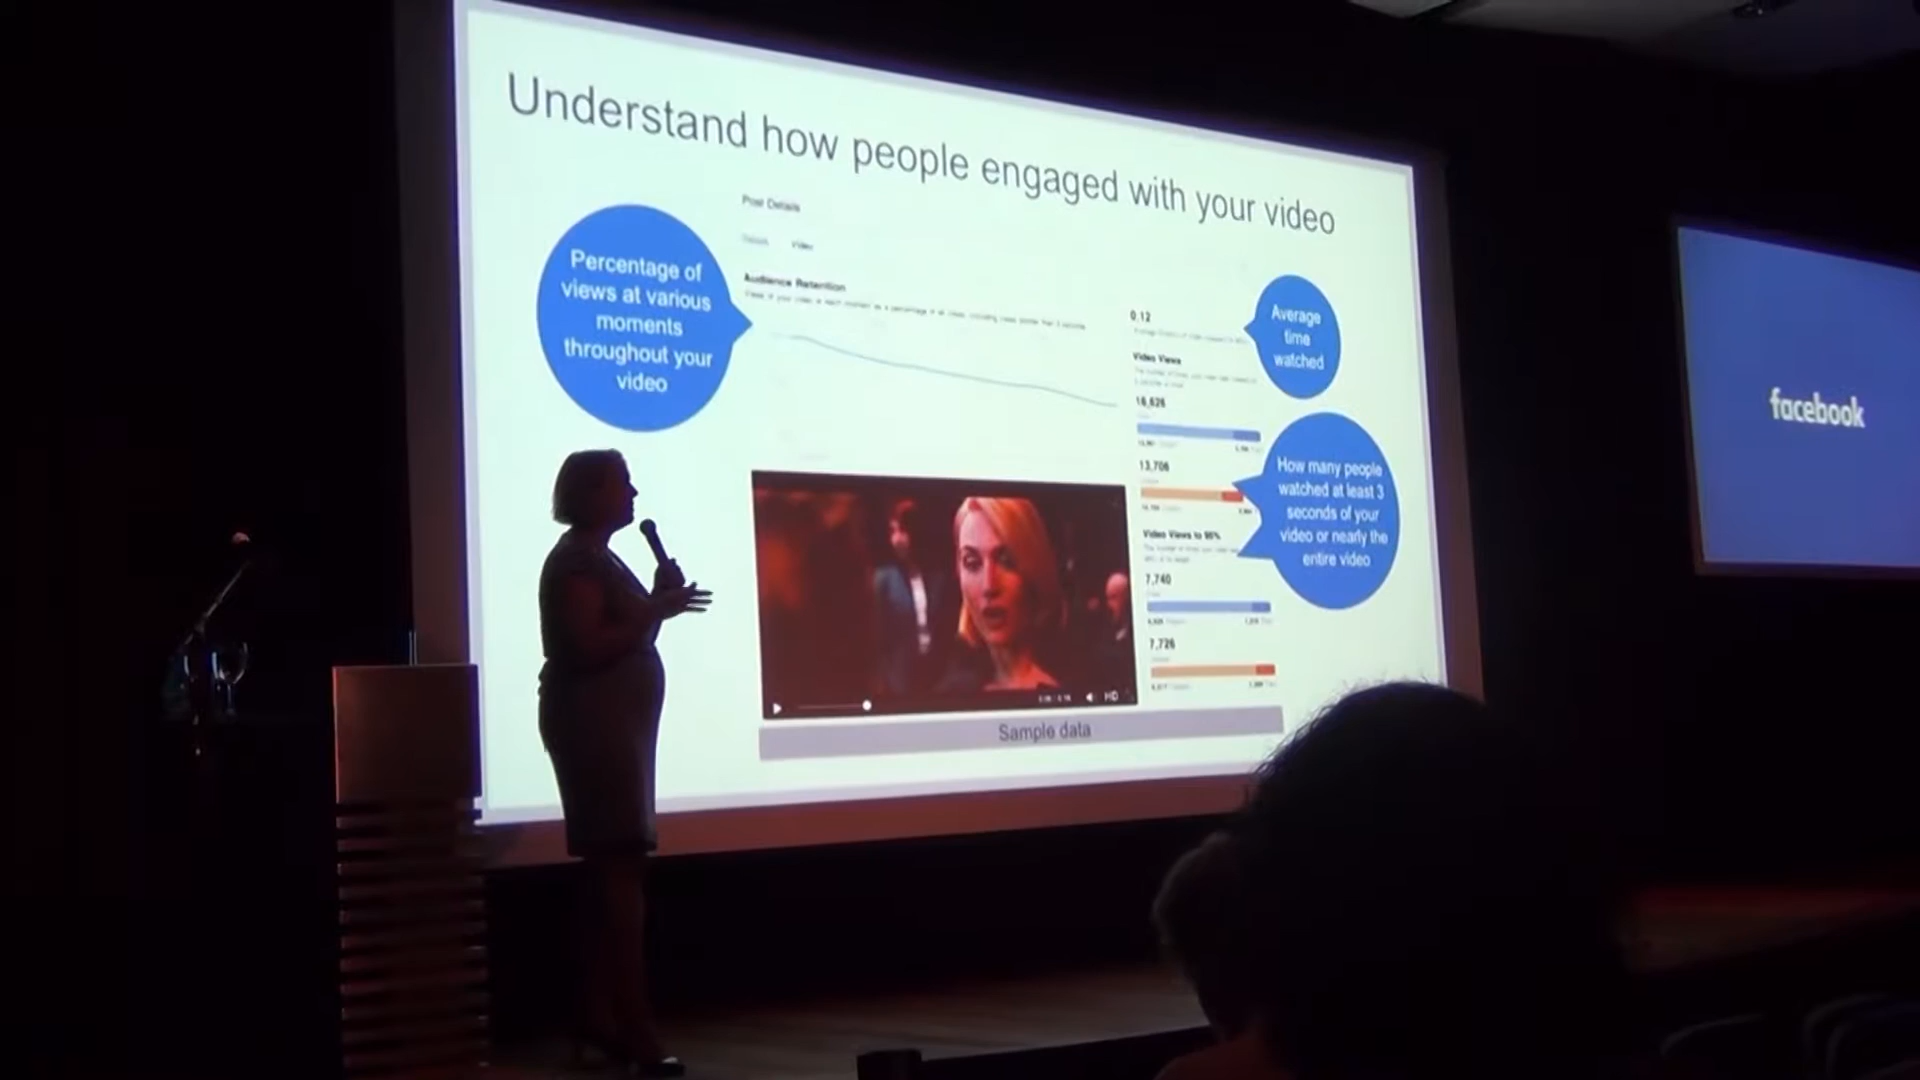 Understand how people engaged with your video
Post Details
Video
Percentage of
views at various
moments
throughout your
video
Audience Retention
0:12
Average
time
watched
Video Views
18,626
13,706
How many people
watched at least 3
seconds of your
video or nearly the
entire video
Video Views to 95%
7,740
7,726
HD
Sample data
facebook